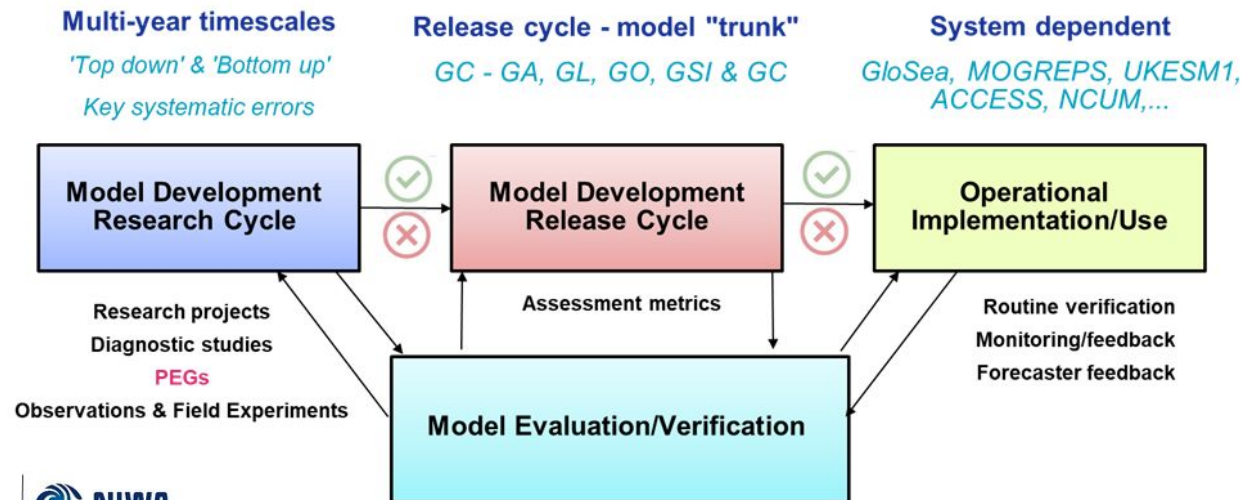 Multi-year timescales
'Top down' & 'Bottom up'
Key systematic errors
Release cycle - model "trunk"
GC - GA, GL, GO, GSI & GC
System dependent
GloSea, MOGREPS, UKESM1,
ACCESS, NCUM,...
Model Development
Research Cycle
Model Development
Release Cycle
Operational
Implementation/Use
Research projects
Diagnostic studies
PEGs
Observations & Field Experiments
Assessment metrics
Routine verification
Monitoring/feedback
Forecaster feedback
Model Evaluation/Verification